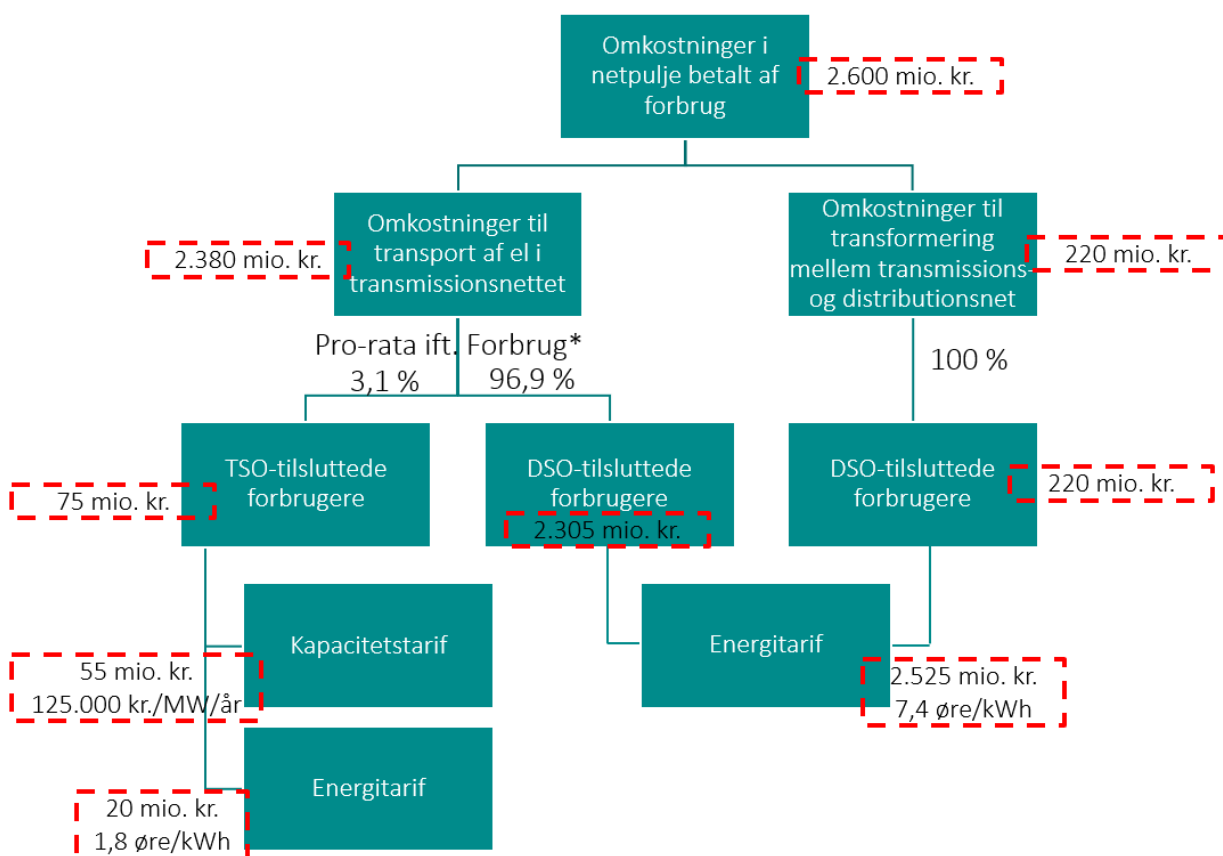 Omkostninger i
netpulje betalt af
forbrug
2.600 mio. kr.
Omkostninger til
transport af el i
transmissionsnettet
2.380 mio. kr.
Omkostninger til
transformering
mellem transmissions-
og distributionsnet
220 mio. kr.
Pro-rata ift. Forbrug*
3,1 % 96,9 %
100 %
TSO-tilsluttede
forbrugere
75 mio. kr.
DSO-tilsluttede
forbrugere
2.305 mio. kr.
DSO-tilsluttede
forbrugere
220 mio. kr.
Kapacitetstarif
55 mio. kr.
125.000 kr./MW/år
Energitarif
2.525 mio. kr.
7,4 øre/kWh
Energitarif
20 mio. kr.
1,8 øre/kWh